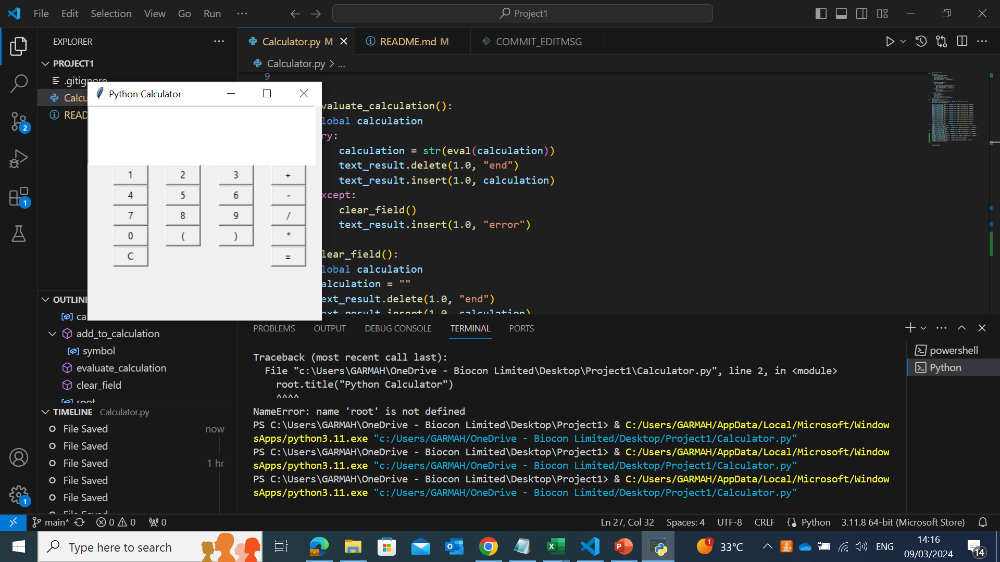 File Edit Selection View Go Run ··· Project1
EXPLORER ···
Calculator.py M README.md M COMMIT_EDITMSG
PROJECT1
Calculator.py > ...
.gitignore
Calcu
READ
Python Calculator
1 2 3 +
4 5 6 -
7 8 9 /
0 ( ) *
C =
9
valuate_calculation():
lobal calculation
ry:
calculation = str(eval(calculation))
text_result.delete(1.0, "end")
text_result.insert(1.0, calculation)
xcept:
clear_field()
text_result.insert(1.0, "error")
lear_field():
lobal calculation
alculation = ""
ext_result.delete(1.0, "end")
ext_result.insert(1.0, calculation)
OUTLINE
ca
add_to_calculation
symbol
evaluate_calculation
clear_field
root
TIMELINE Calculator.py
File Saved now
File Saved
File Saved 1 hr
File Saved
File Saved
File Saved
PROBLEMS OUTPUT DEBUG CONSOLE TERMINAL PORTS
powershell
Python
Traceback (most recent call last):
File "c:\Users\GARMAH\OneDrive - Biocon Limited\Desktop\Project1\Calculator.py", line 2, in <module>
root.title("Python Calculator")
^^^^
NameError: name 'root' is not defined
PS C:\Users\GARMAH\OneDrive - Biocon Limited\Desktop\Project1> & C:/Users/GARMAH/AppData/Local/Microsoft/Window
sApps/python3.11.exe "c:/Users/GARMAH/OneDrive - Biocon Limited/Desktop/Project1/Calculator.py"
PS C:\Users\GARMAH\OneDrive - Biocon Limited\Desktop\Project1> & C:/Users/GARMAH/AppData/Local/Microsoft/Window
sApps/python3.11.exe "c:/Users/GARMAH/OneDrive - Biocon Limited/Desktop/Project1/Calculator.py"
PS C:\Users\GARMAH\OneDrive - Biocon Limited\Desktop\Project1> & C:/Users/GARMAH/AppData/Local/Microsoft/Window
sApps/python3.11.exe "c:/Users/GARMAH/OneDrive - Biocon Limited/Desktop/Project1/Calculator.py"
2
1
1
main* 0 0 0 Ln 27, Col 32 Spaces: 4 UTF-8 CRLF Python 3.11.8 64-bit (Microsoft Store)
Type here to search
1 33°C ENG
14:16
09/03/2024
14